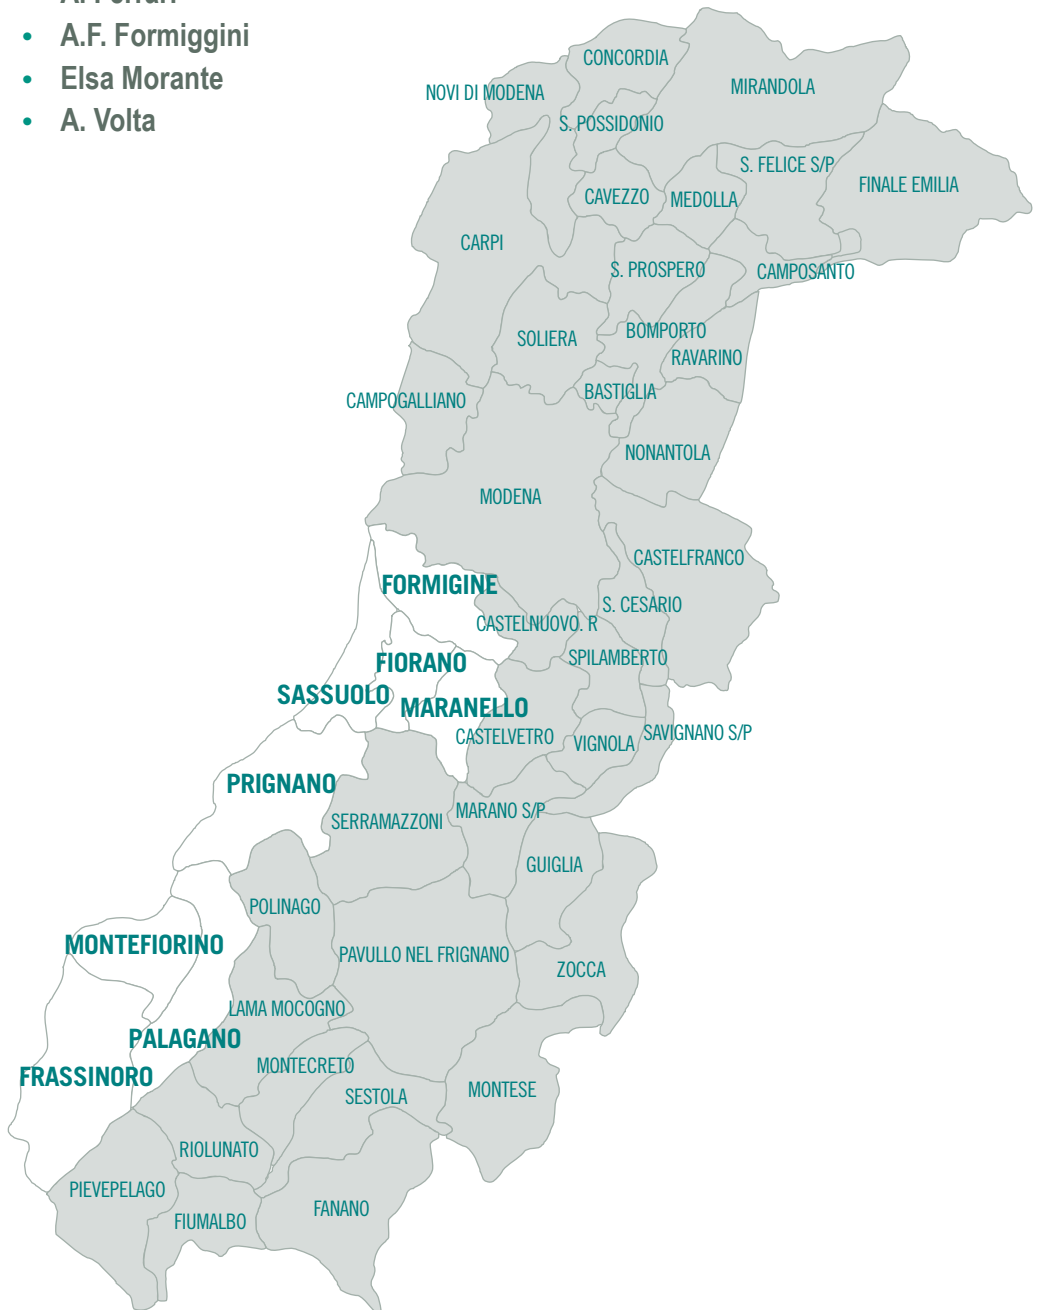 • A.F. Formiggini
• Elsa Morante
• A. Volta
CONCORDIA
MIRANDOLA
NOVI DI MODENA
S. POSSIDONIO
S. FELICE S/P
FINALE EMILIA
CAVEZZO
MEDOLLA
CARPI
S. PROSPERO
CAMPOSANTO
SOLIERA
BOMPORTO
RAVARINO
BASTIGLIA
CAMPOGALLIANO
NONANTOLA
MODENA
CASTELFRANCO
FORMIGINE
S. CESARIO
CASTELNUOVO. R
FIORANO
SPILAMBERTO
SASSUOLO
MARANELLO
CASTELVETRO
VIGNOLA
SAVIGNANO S/P
PRIGNANO
SERRAMAZZONI
MARANO S/P
GUIGLIA
POLINAGO
MONTEFIORINO
PAVULLO NEL FRIGNANO
ZOCCA
LAMA MOCOGNO
PALAGANO
FRASSINORO
MONTECRETO
SESTOLA
MONTESE
RIOLUNATO
PIEVEPELAGO
FIUMALBO
FANANO